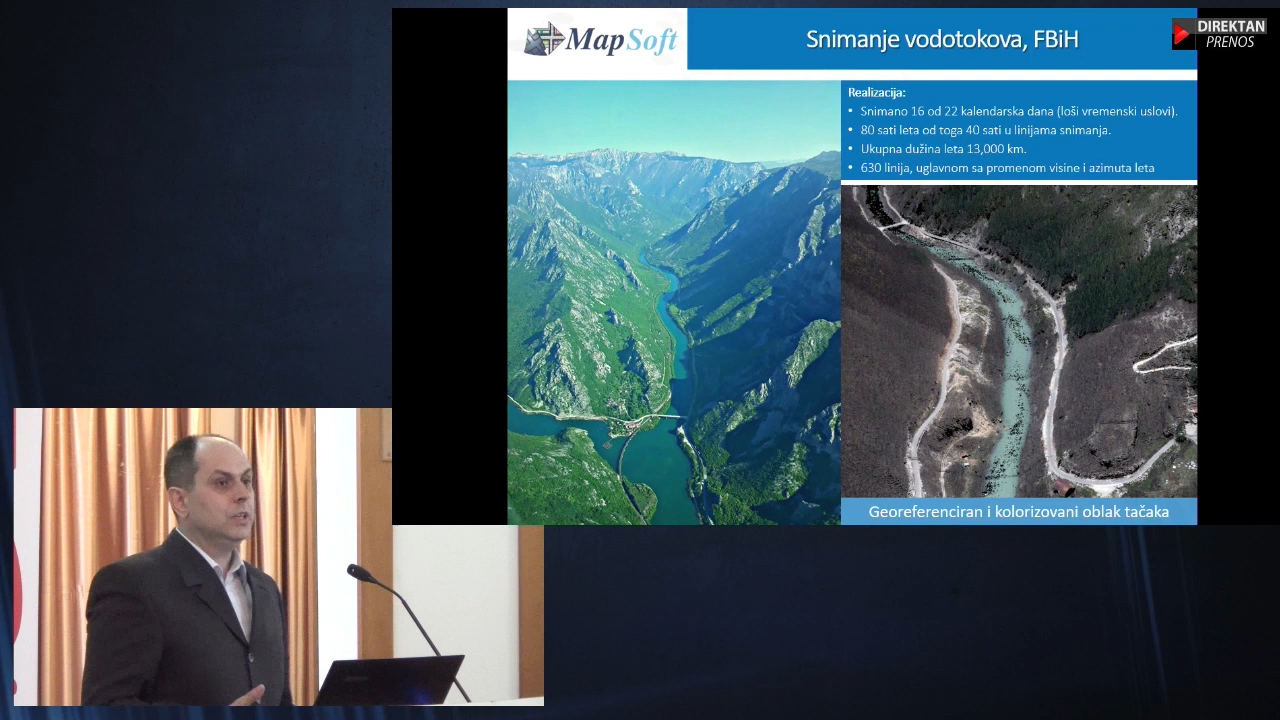 MapSoft
Snimanje vodotokova, FBiH
DIREKTAN
PRENOS
Realizacija:
• Snimano 16 od 22 kalendarska dana (loši vremenski uslovi).
• 80 sati leta od toga 40 sati u linijama snimanja.
• Ukupna dužina leta 13,000 km.
• 630 linija, uglavnom sa promenom visine i azimuta leta
Georeferenciran i kolorizovani oblak tačaka